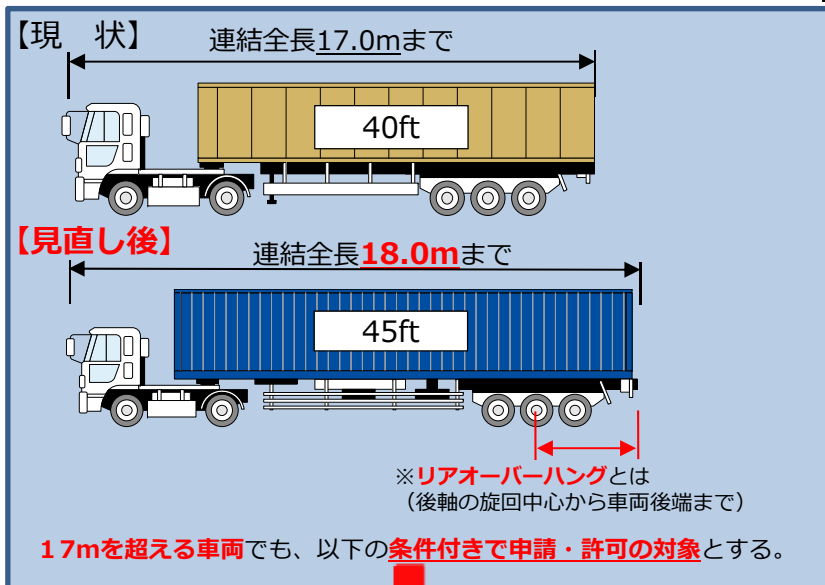 【現　状】
連結全長17.0mまで
40ft
【見直し後】
連結全長18.0mまで
45ft
※リアオーバーハングとは
（後軸の旋回中心から車両後端まで）
１7mを超える車両でも、以下の条件付きで申請・許可の対象とする。